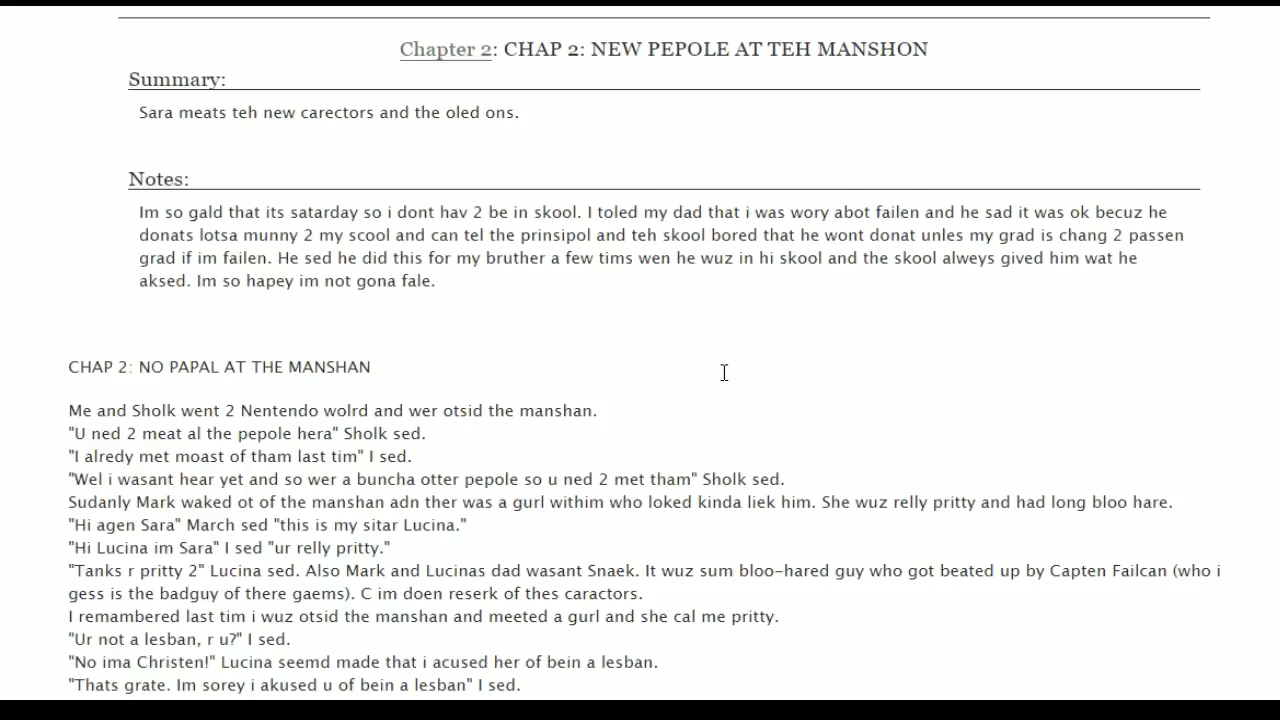 Chapter 2: CHAP 2: NEW PEPOLE AT TEH MANSHON
Summary:
Sara meats teh new carectors and the oled ons.
Notes:
Im so gald that its satarday so i dont hav 2 be in skool. I toled my dad that i was wory abot failen and he sad it was ok becuz he
donats lotsa munny 2 my scool and can tel the prinsipol and teh skool bored that he wont donat unles my grad is chang 2 passen
grad if im failen. He sed he did this for my bruther a few tims wen he wuz in hi skool and the skool alweys gived him wat he
aksed. Im so hapey im not gona fale.
CHAP 2: NO PAPAL AT THE MANSHAN
Me and Sholk went 2 Nentendo wolrd and wer otsid the manshan.
"U ned 2 meat al the pepole hera" Sholk sed.
"I alredy met moast of tham last tim" I sed.
"Wel i wasant hear yet and so wer a buncha otter pepole so u ned 2 met tham" Sholk sed.
Sudanly Mark waked ot of the manshan adn ther was a gurl withim who loked kinda liek him. She wuz relly pritty and had long bloo hare.
"Hi agen Sara" March sed "this is my sitar Lucina."
"Hi Lucina im Sara" I sed "ur relly pritty."
"Tanks r pritty 2" Lucina sed. Also Mark and Lucinas dad wasant Snaek. It wuz sum bloo-hared guy who got beated up by Capten Failcan (who i
gess is the badguy of there gaems). C im doen reserk of thes caractors.
I remambered last tim i wuz otsid the manshan and meeted a gurl and she cal me pritty.
"Ur not a lesban, r u?" I sed.
"No ima Christen!" Lucina seemd made that i acused her of bein a lesban.
"Thats grate. Im sorey i akused u of bein a lesban" I sed.